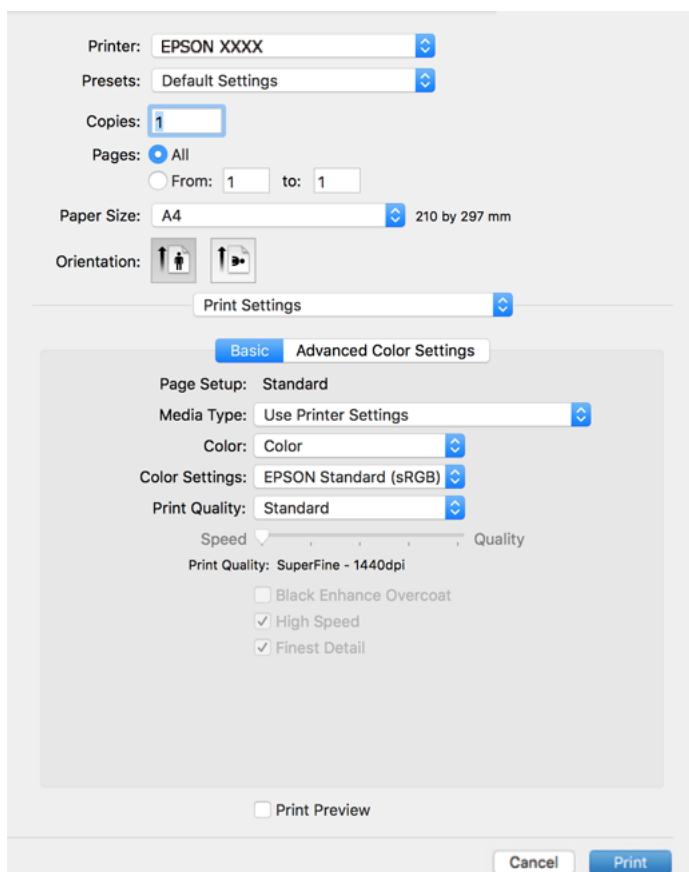 Printer: EPSON XXXX
Presets: Default Settings
Copies: 1
Pages: All
From: 1 to: 1
Paper Size: A4 210 by 297 mm
Orientation:
Print Settings
Basic Advanced Color Settings
Page Setup: Standard
Media Type: Use Printer Settings
Color: Color
Color Settings: EPSON Standard (sRGB)
Print Quality: Standard
Speed Quality
Print Quality: SuperFine - 1440dpi
Black Enhance Overcoat
High Speed
Finest Detail
Print Preview
Cancel Print